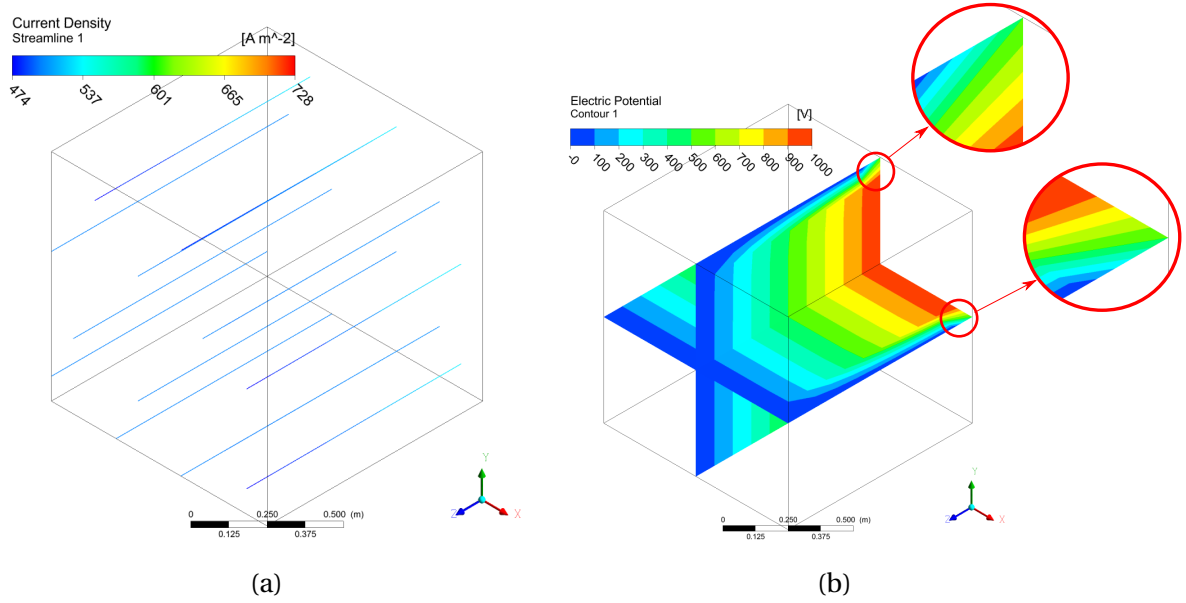 Current Density
Streamline 1
[A m^-2]
474
537
601
665
728
Y
Z
X
0
0.250
0.500 (m)
0.125
0.375
(a)
Electric Potential
Contour 1
[V]
-0
100
200
300
400
500
600
700
800
900
1000
Y
Z
X
0
0.250
0.500 (m)
0.125
0.375
(b)